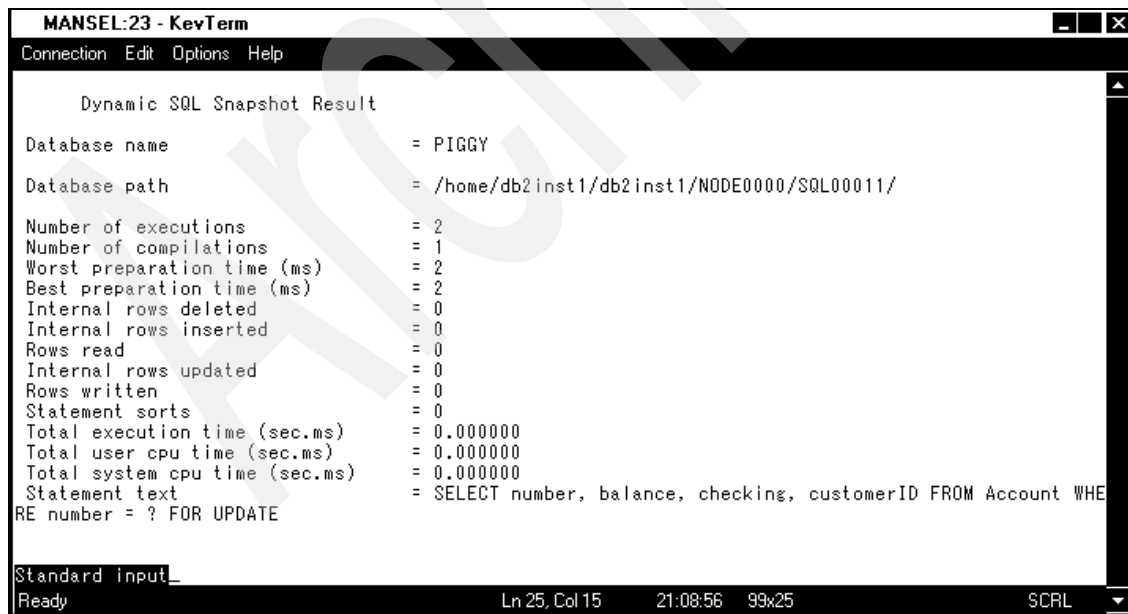 MANSEL:23 - KevTerm
Connection Edit Options Help
Dynamic SQL Snapshot Result
Database name = PIGGY
Database path = /home/db2inst1/db2inst1/NODE0000/SQL00011/
Number of executions = 2
Number of compilations = 1
Worst preparation time (ms) = 2
Best preparation time (ms) = 2
Internal rows deleted = 0
Internal rows inserted = 0
Rows read = 0
Internal rows updated = 0
Rows written = 0
Statement sorts = 0
Total execution time (sec.ms) = 0.000000
Total user cpu time (sec.ms) = 0.000000
Total system cpu time (sec.ms) = 0.000000
Statement text = SELECT number, balance, checking, customerID FROM Account WHE
RE number = ? FOR UPDATE
Standard input_
Ready Ln 25, Col 15 21:08:56 99x25 SCRL